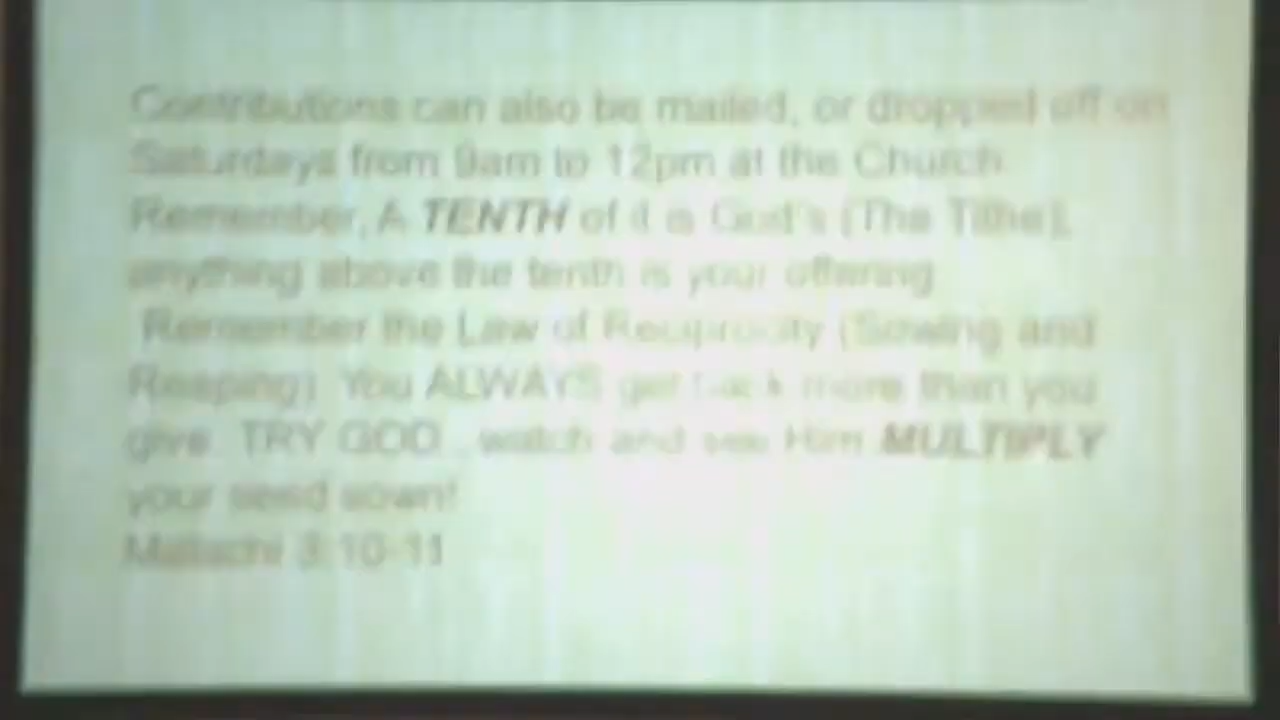 Contributions can also be mailed, or dropped off on
Saturdays from 9am to 12pm at the Church
Remember, A TENTH of it is God's (The Tithe),
anything above the tenth is your offering
Remember the Law of Reciprocity (Sowing and
Reaping) You ALWAYS get back more than you
give TRY GOD...watch and see Him MULTIPLY
your seed sown!
Malachi 3:10-11